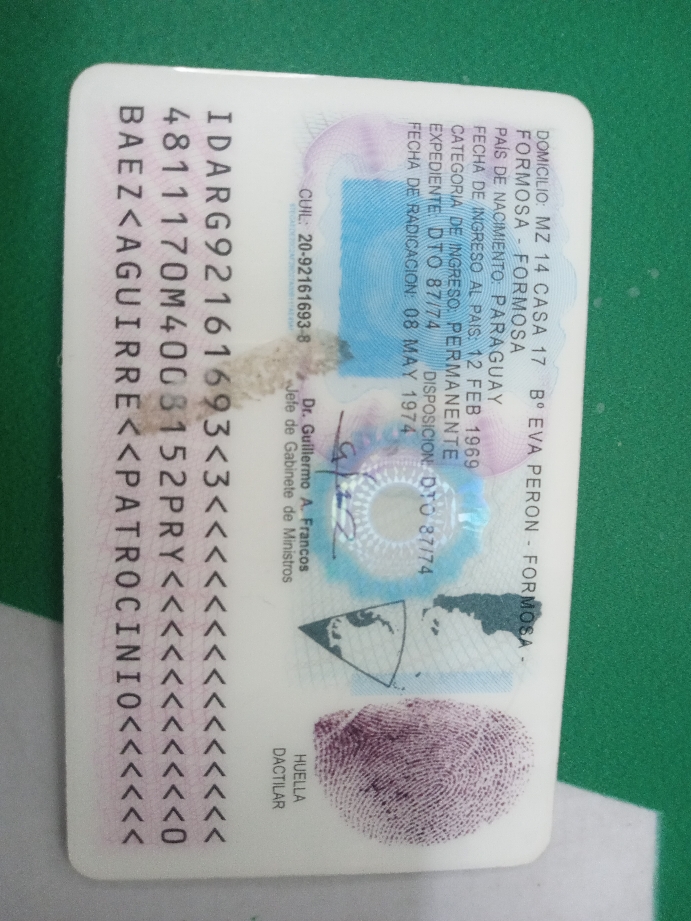 DOMICILIO: MZ 14 CASA 17 Bº EVA PERON - FORMOSA -
FORMOSA - FORMOSA
PAÍS DE NACIMIENTO: PARAGUAY
FECHA DE INGRESO AL PAIS: 12 FEB 1969
CATEGORIA DE INGRESO: PERMANENTE
EXPEDIENTE: DTO 87/74 DISPOSICION: DTO 87/74
FECHA DE RADICACION: 08 MAY 1974
CUIL: 20-92161693-8
Dr. Guillermo A. Francos
Jefe de Gabinete de Ministros
HUELLA
DACTILAR
IDARG92161693<3<<<<<<<<<<<<<<<
4811170M4008152PRY<<<<<<<<<<<0
BAEZ<AGUIRRE<<PATROCINIO<<<<<<